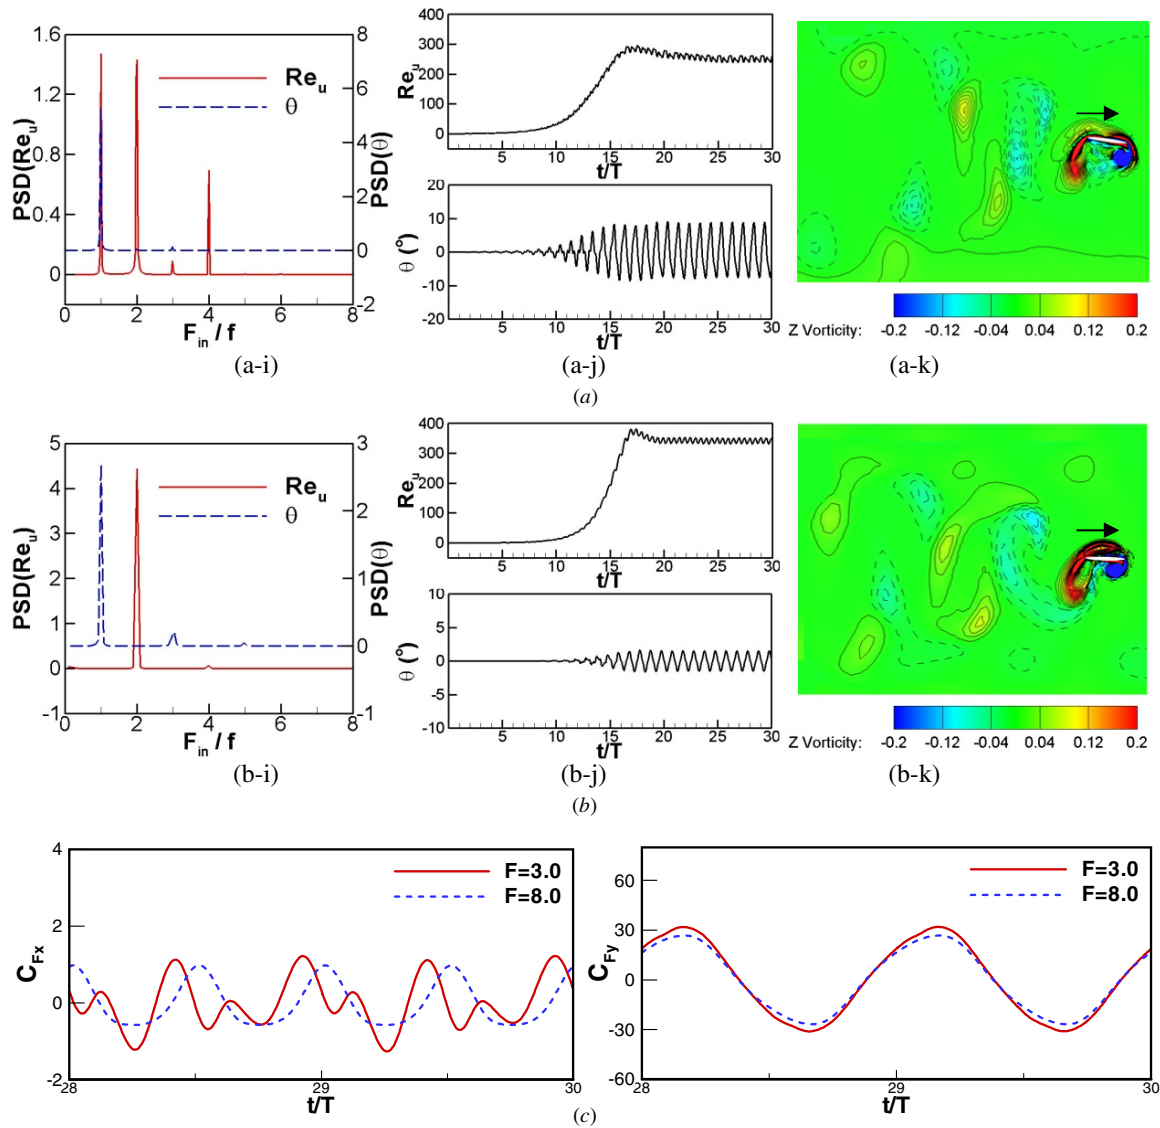 1.6
1.2
0.8
0.4
0
PSD(Re_u)
8
6
4
2
0
-2
PSD(θ)
Re_u
θ
0 2 4 6 8
F_in / f
(a-i)
400
300
200
100
0
Re_u
5 10 15 20 25 30
t/T
20
10
0
-10
-20
θ (°)
5 10 15 20 25 30
t/T
(a-j)
Z Vorticity: -0.2 -0.12 -0.04 0.04 0.12 0.2
(a-k)
(a)
5
4
3
2
1
0
-1
PSD(Re_u)
3
2
1
0
-1
PSD(θ)
Re_u
θ
0 2 4 6 8
F_in / f
(b-i)
400
300
200
100
0
Re_u
5 10 15 20 25 30
t/T
10
5
0
-5
-10
θ (°)
5 10 15 20 25 30
t/T
(b-j)
Z Vorticity: -0.2 -0.12 -0.04 0.04 0.12 0.2
(b-k)
(b)
4
2
0
-2
C_Fx
F=3.0
F=8.0
28 29 30
t/T
60
30
0
-30
-60
C_Fy
F=3.0
F=8.0
28 29 30
t/T
(c)